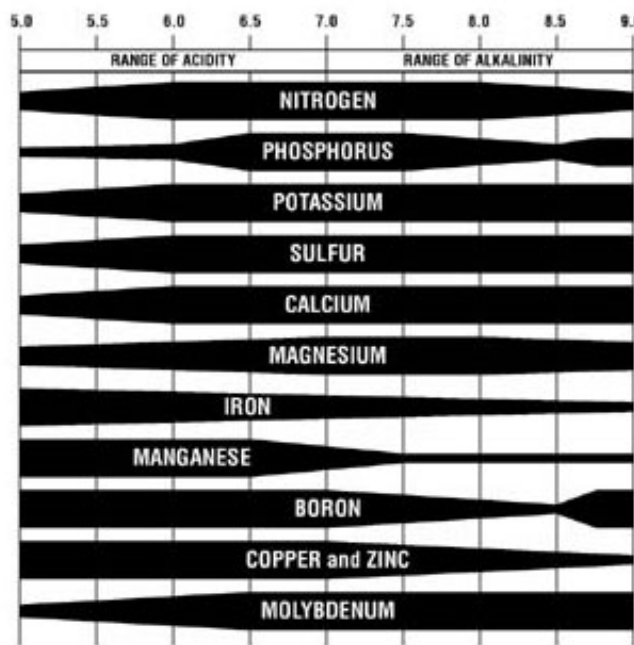 5.0 5.5 6.0 6.5 7.0 7.5 8.0 8.5 9.
RANGE OF ACIDITY RANGE OF ALKALINITY
NITROGEN
PHOSPHORUS
POTASSIUM
SULFUR
CALCIUM
MAGNESIUM
IRON
MANGANESE
BORON
COPPER and ZINC
MOLYBDENUM